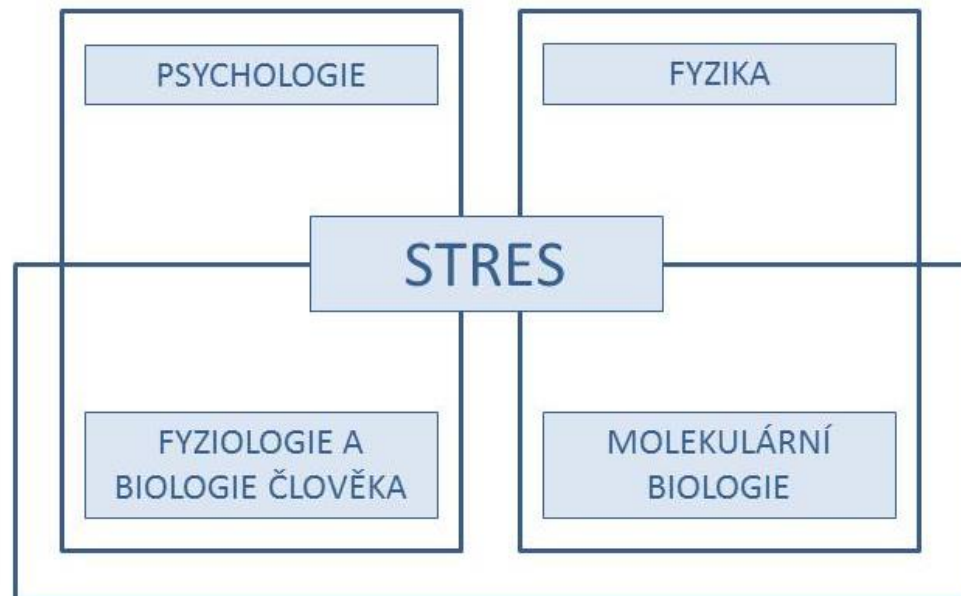 PSYCHOLOGIE
FYZIKA
STRES
FYZIOLOGIE A
BIOLOGIE ČLOVĚKA
MOLEKULÁRNÍ
BIOLOGIE